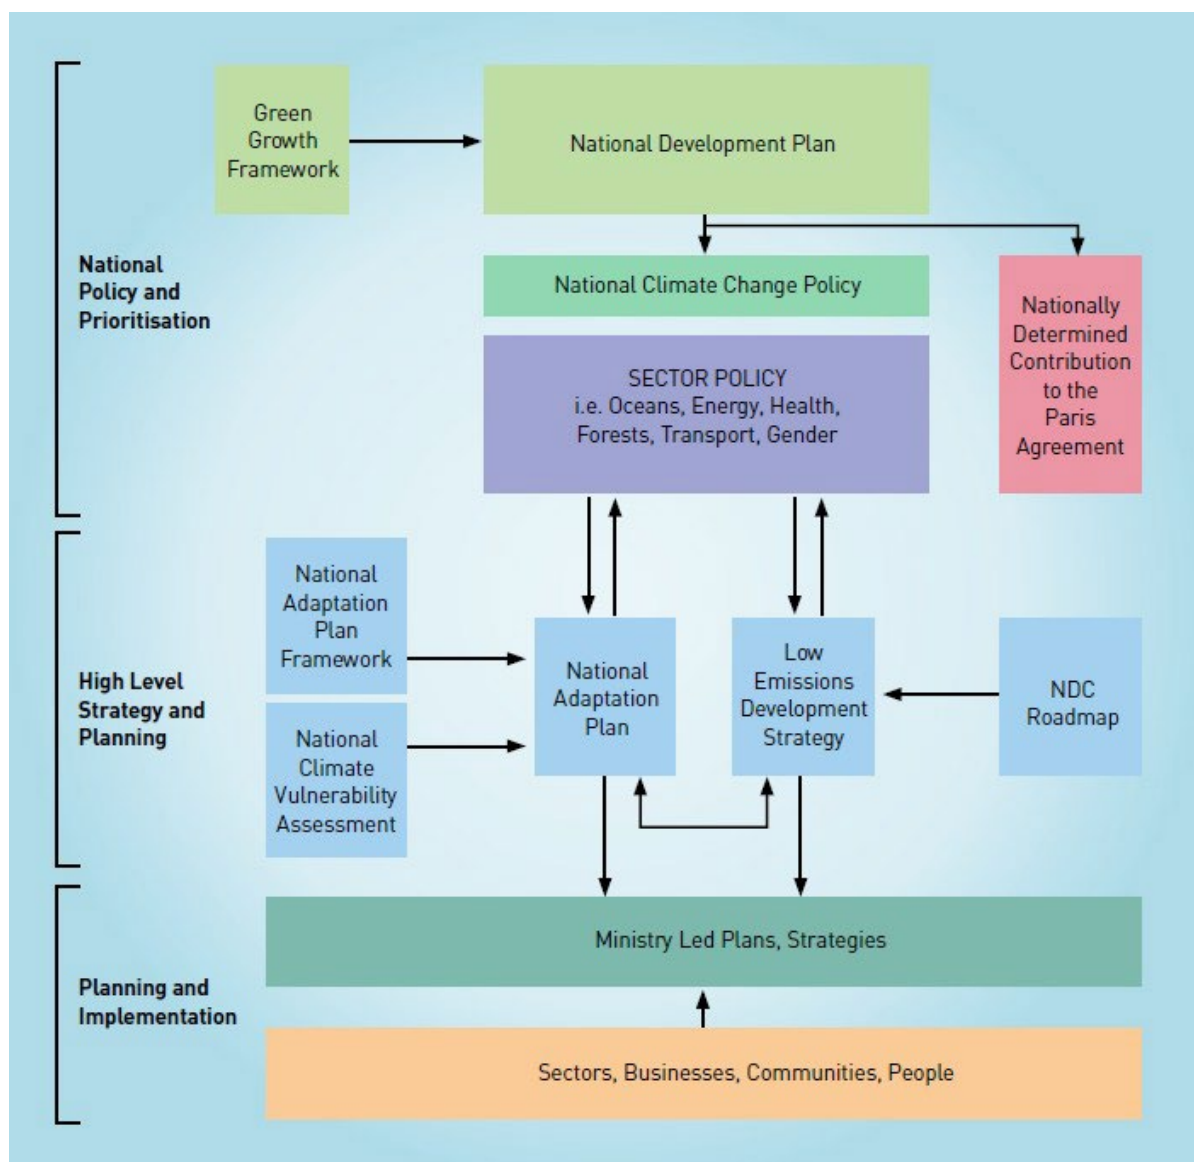 Green
Growth
Framework
National Development Plan
National
Policy and
Prioritisation
National Climate Change Policy
Nationally
Determined
Contribution
to the
Paris
Agreement
SECTOR POLICY
i.e. Oceans, Energy, Health,
Forests, Transport, Gender
High Level
Strategy and
Planning
National
Adaptation
Plan
Framework
National
Climate
Vulnerability
Assessment
National
Adaptation
Plan
Low
Emissions
Development
Strategy
NDC
Roadmap
Planning and
Implementation
Ministry Led Plans, Strategies
Sectors, Businesses, Communities, People